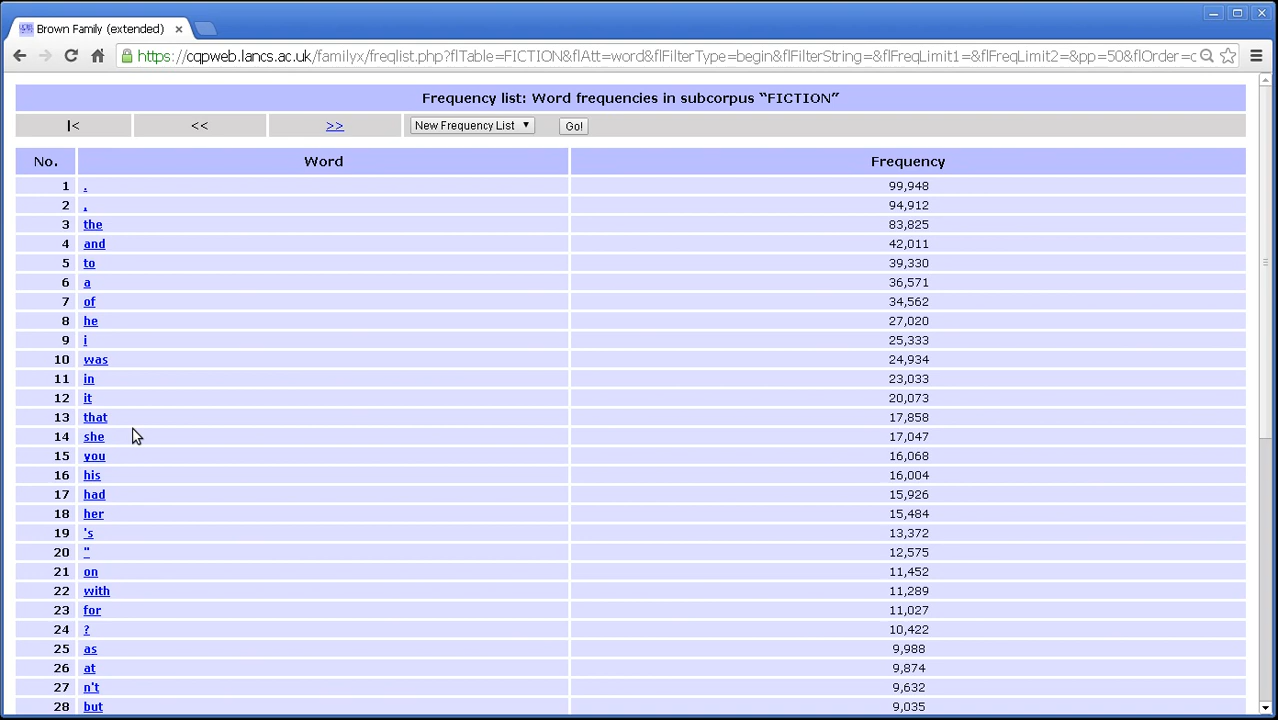 Brown Family (extended)
https://cqpweb.lancs.ac.uk/familyx/freqlist.php?flTable=FICTION&flAtt=word&flFilterType=begin&flFilterString=&flFreqLimit1=&flFreqLimit2=&pp=50&flOrder=c
Frequency list: Word frequencies in subcorpus “FICTION”
|< << >> New Frequency List Go!
No. Word Frequency
1 . 99,948
2 , 94,912
3 the 83,825
4 and 42,011
5 to 39,330
6 a 36,571
7 of 34,562
8 he 27,020
9 i 25,333
10 was 24,934
11 in 23,033
12 it 20,073
13 that 17,858
14 she 17,047
15 you 16,068
16 his 16,004
17 had 15,926
18 her 15,484
19 's 13,372
20 " 12,575
21 on 11,452
22 with 11,289
23 for 11,027
24 ? 10,422
25 as 9,988
26 at 9,874
27 n't 9,632
28 but 9,035